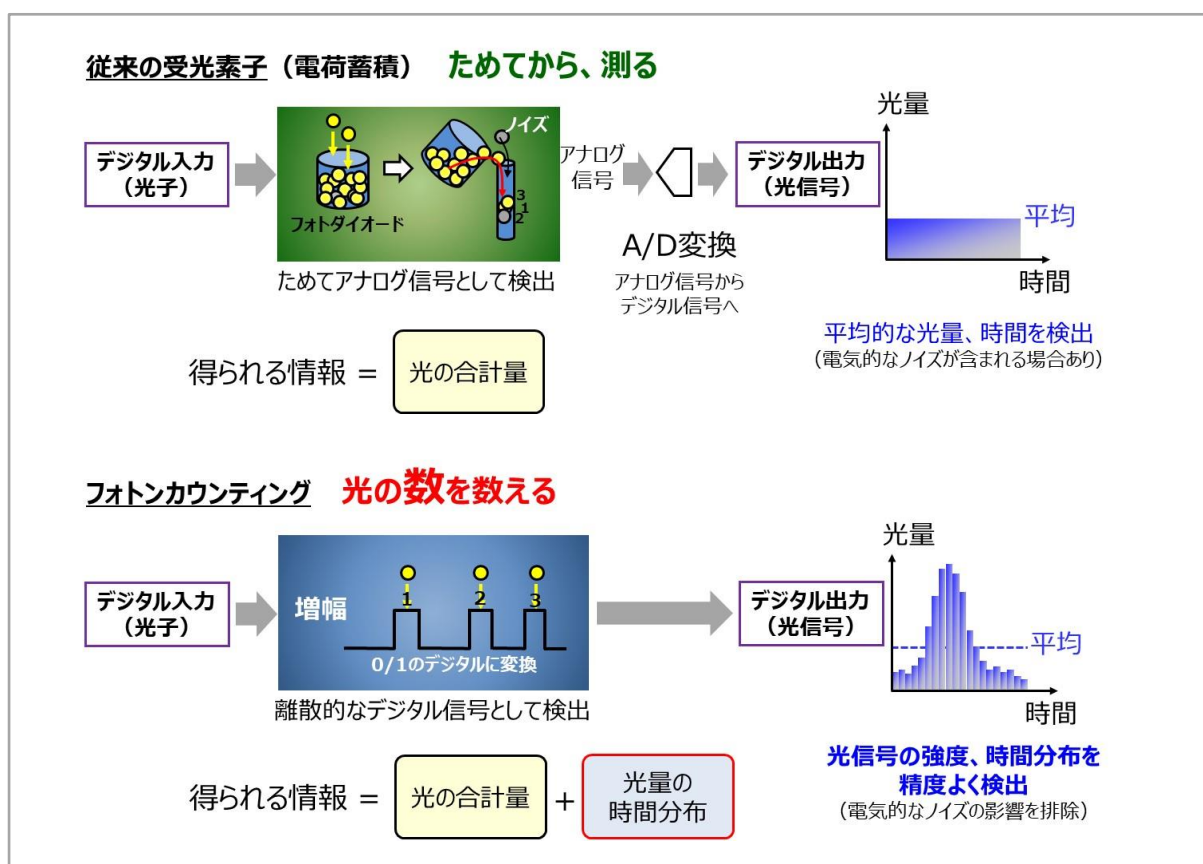 従来の受光素子（電荷蓄積）　ためてから、測る
デジタル入力
（光子）
フォトダイオード
ノイズ
3
1
2
ためてアナログ信号として検出
アナログ
信号
A/D変換
アナログ信号から
デジタル信号へ
デジタル出力
（光信号）
光量
平均
時間
平均的な光量、時間を検出
（電気的なノイズが含まれる場合あり）
得られる情報 = 光の合計量
フォトンカウンティング　光の数を数える
デジタル入力
（光子）
増幅
1 2 3
0/1のデジタルに変換
離散的なデジタル信号として検出
デジタル出力
（光信号）
光量
平均
時間
光信号の強度、時間分布を
精度よく検出
（電気的なノイズの影響を排除）
得られる情報 = 光の合計量 + 光量の
時間分布